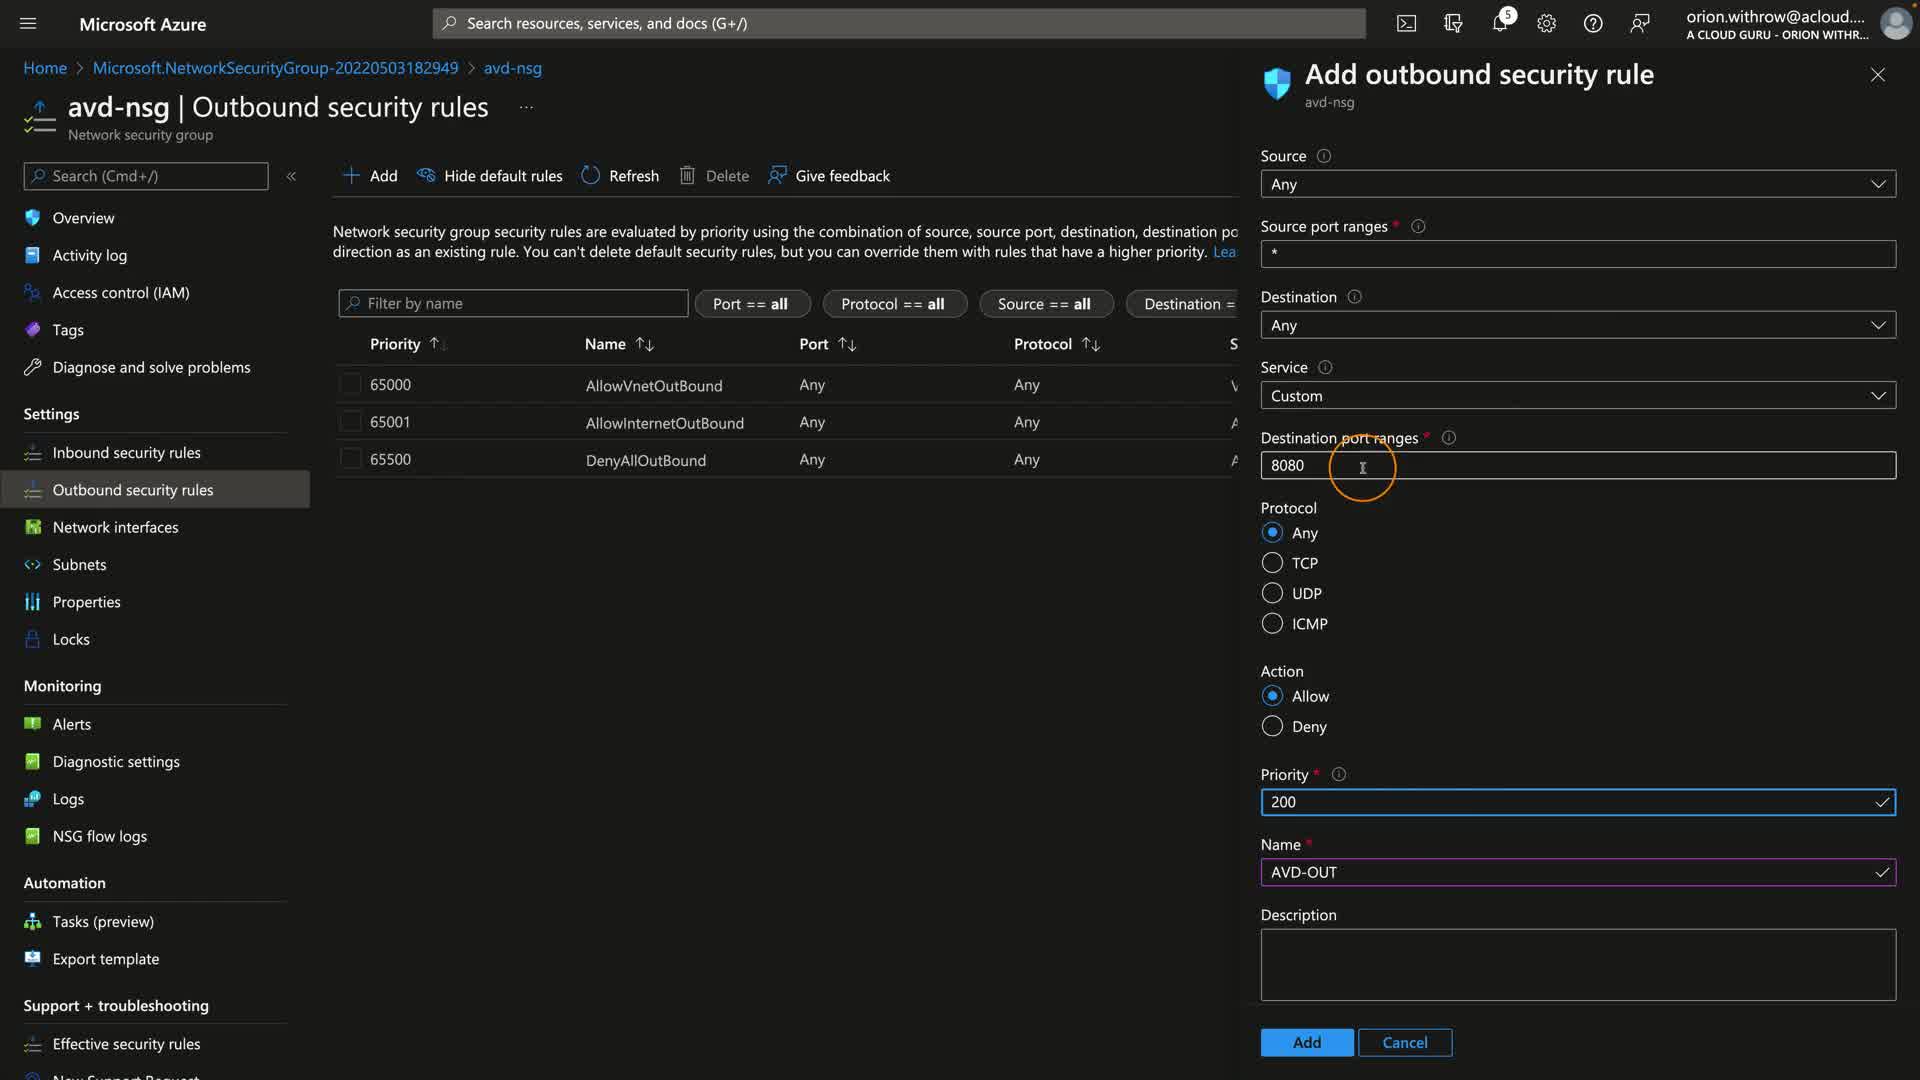 Microsoft Azure
Search resources, services, and docs (G+/)
5
orion.withrow@acloud....
A CLOUD GURU - ORION WITHR...
Home > Microsoft.NetworkSecurityGroup-20220503182949 > avd-nsg
avd-nsg | Outbound security rules ...
Network security group
Search (Cmd+/)
«
Overview
Activity log
Access control (IAM)
Tags
Diagnose and solve problems
Settings
Inbound security rules
Outbound security rules
Network interfaces
Subnets
Properties
Locks
Monitoring
Alerts
Diagnostic settings
Logs
NSG flow logs
Automation
Tasks (preview)
Export template
Support + troubleshooting
Effective security rules
New Support Request
Add Hide default rules Refresh Delete Give feedback
Network security group security rules are evaluated by priority using the combination of source, source port, destination, destination po
direction as an existing rule. You can't delete default security rules, but you can override them with rules that have a higher priority. Lea
Filter by name
Port == all
Protocol == all
Source == all
Destination =
Priority ↑ Name ↑↓ Port ↑↓ Protocol ↑↓ S
65000 AllowVnetOutBound Any Any V
65001 AllowInternetOutBound Any Any A
65500 DenyAllOutBound Any Any A
Add outbound security rule
avd-nsg
Source
Any
Source port ranges *
*
Destination
Any
Service
Custom
Destination port ranges *
8080
Protocol
Any
TCP
UDP
ICMP
Action
Allow
Deny
Priority *
200
Name *
AVD-OUT
Description
Add
Cancel